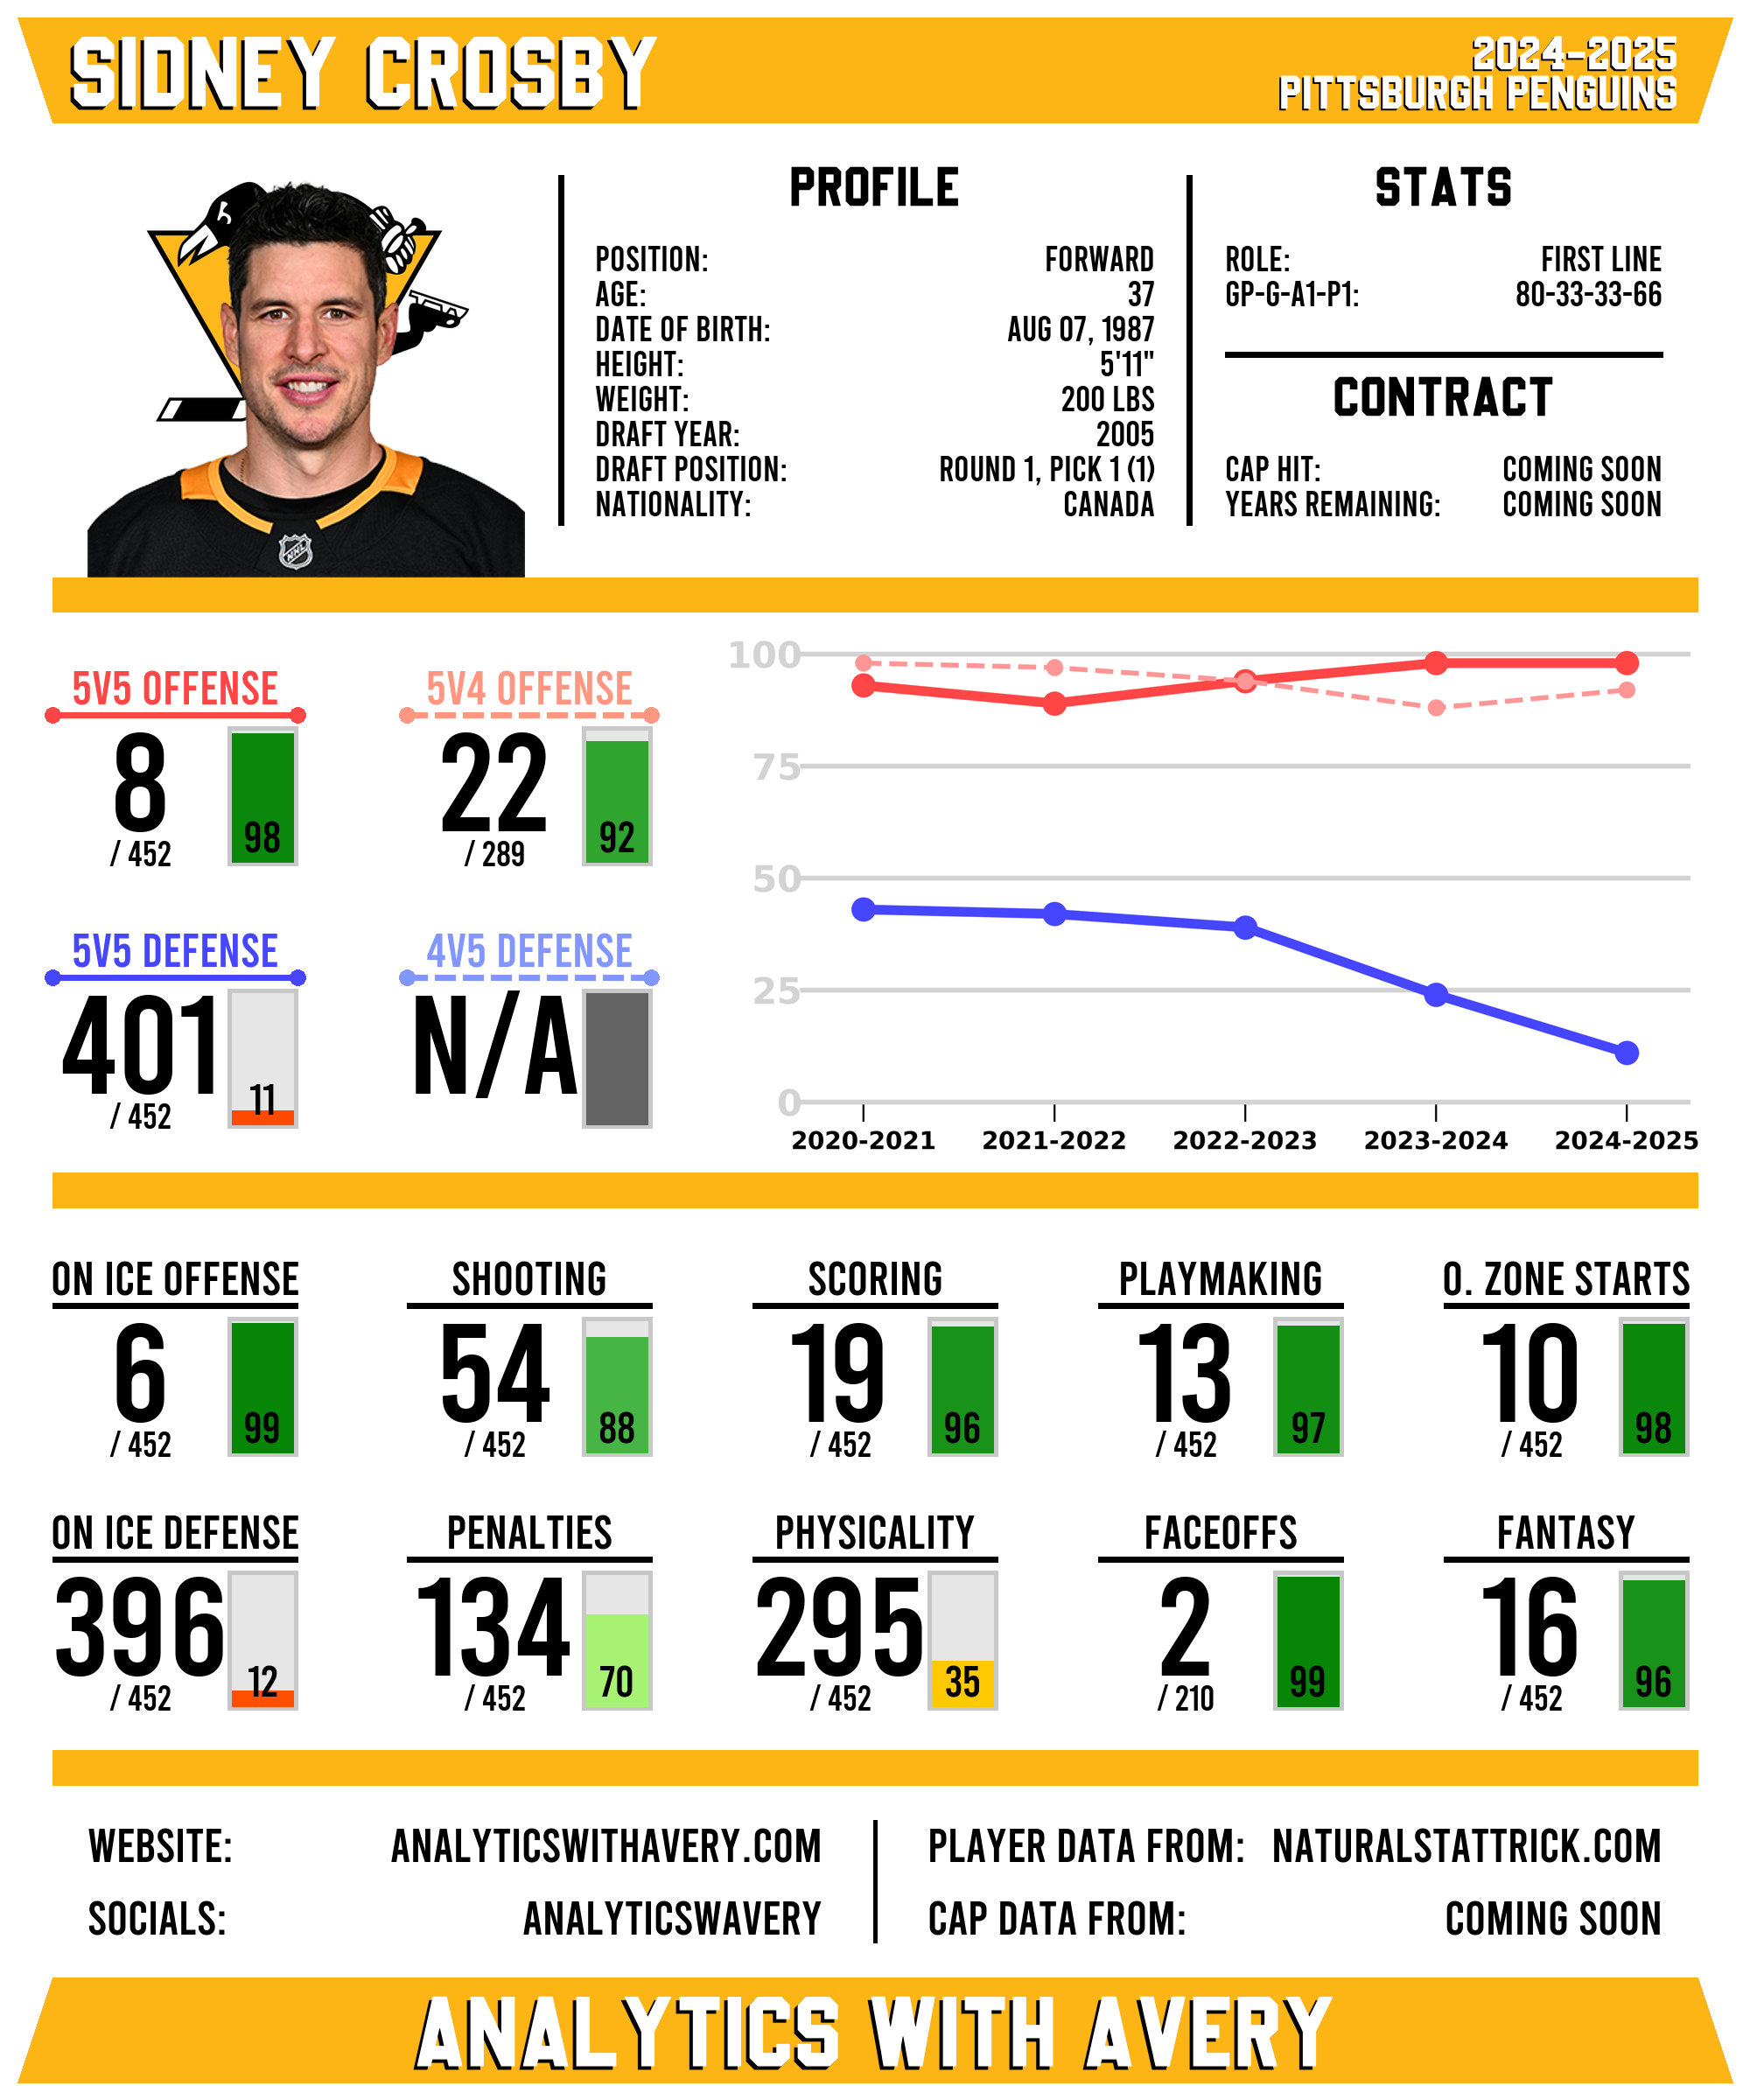 SIDNEY CROSBY
2024-2025
PITTSBURGH PENGUINS
PROFILE
POSITION: FORWARD
AGE: 37
DATE OF BIRTH: AUG 07, 1987
HEIGHT: 5'11"
WEIGHT: 200 LBS
DRAFT YEAR: 2005
DRAFT POSITION: ROUND 1, PICK 1 (1)
NATIONALITY: CANADA
STATS
ROLE: FIRST LINE
GP-G-A1-P1: 80-33-33-66
CONTRACT
CAP HIT: COMING SOON
YEARS REMAINING: COMING SOON
NHL
5V5 OFFENSE
8
/ 452
98
5V4 OFFENSE
22
/ 289
92
5V5 DEFENSE
401
/ 452
11
4V5 DEFENSE
N/A
100
75
50
25
0
2020-2021 2021-2022 2022-2023 2023-2024 2024-2025
ON ICE OFFENSE
6
/ 452
99
SHOOTING
54
/ 452
88
SCORING
19
/ 452
96
PLAYMAKING
13
/ 452
97
O. ZONE STARTS
10
/ 452
98
ON ICE DEFENSE
396
/ 452
12
PENALTIES
134
/ 452
70
PHYSICALITY
295
/ 452
35
FACEOFFS
2
/ 210
99
FANTASY
16
/ 452
96
WEBSITE: ANALYTICSWITHAVERY.COM
SOCIALS: ANALYTICSWAVERY
PLAYER DATA FROM: NATURALSTATTRICK.COM
CAP DATA FROM: COMING SOON
ANALYTICS WITH AVERY